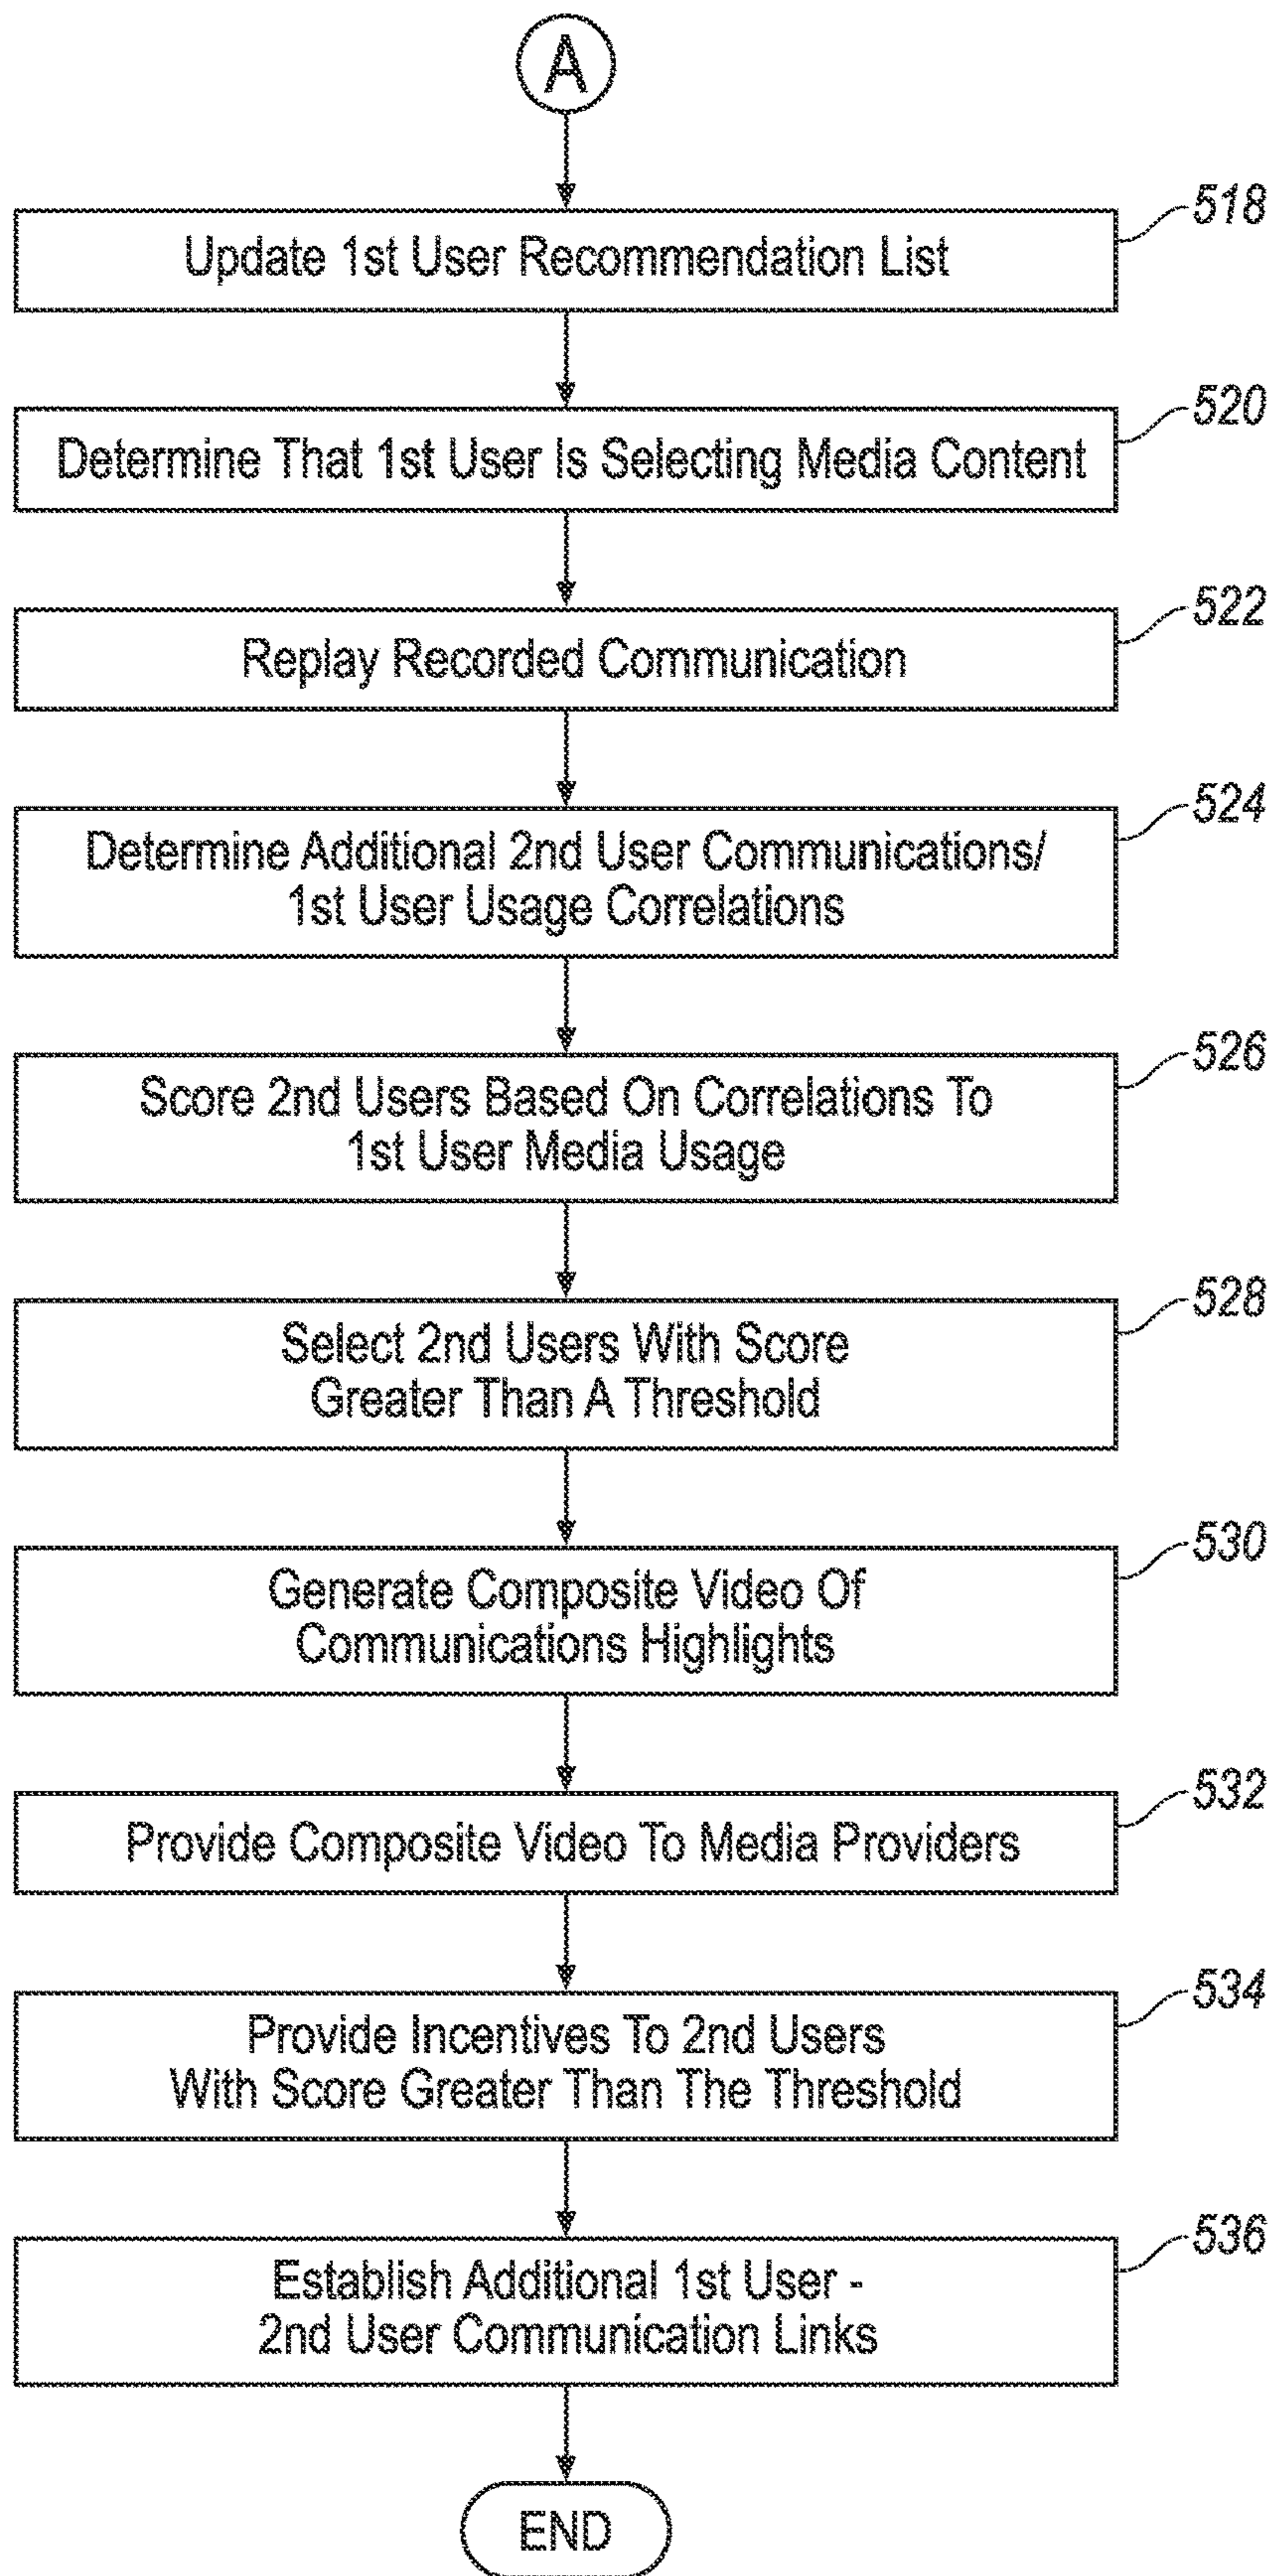 A
518
Update 1st User Recommendation List
520
Determine That 1st User Is Selecting Media Content
522
Replay Recorded Communication
524
Determine Additional 2nd User Communications/
1st User Usage Correlations
526
Score 2nd Users Based On Correlations To
1st User Media Usage
528
Select 2nd Users With Score
Greater Than A Threshold
530
Generate Composite Video Of
Communications Highlights
532
Provide Composite Video To Media Providers
534
Provide Incentives To 2nd Users
With Score Greater Than The Threshold
536
Establish Additional 1st User -
2nd User Communication Links
END